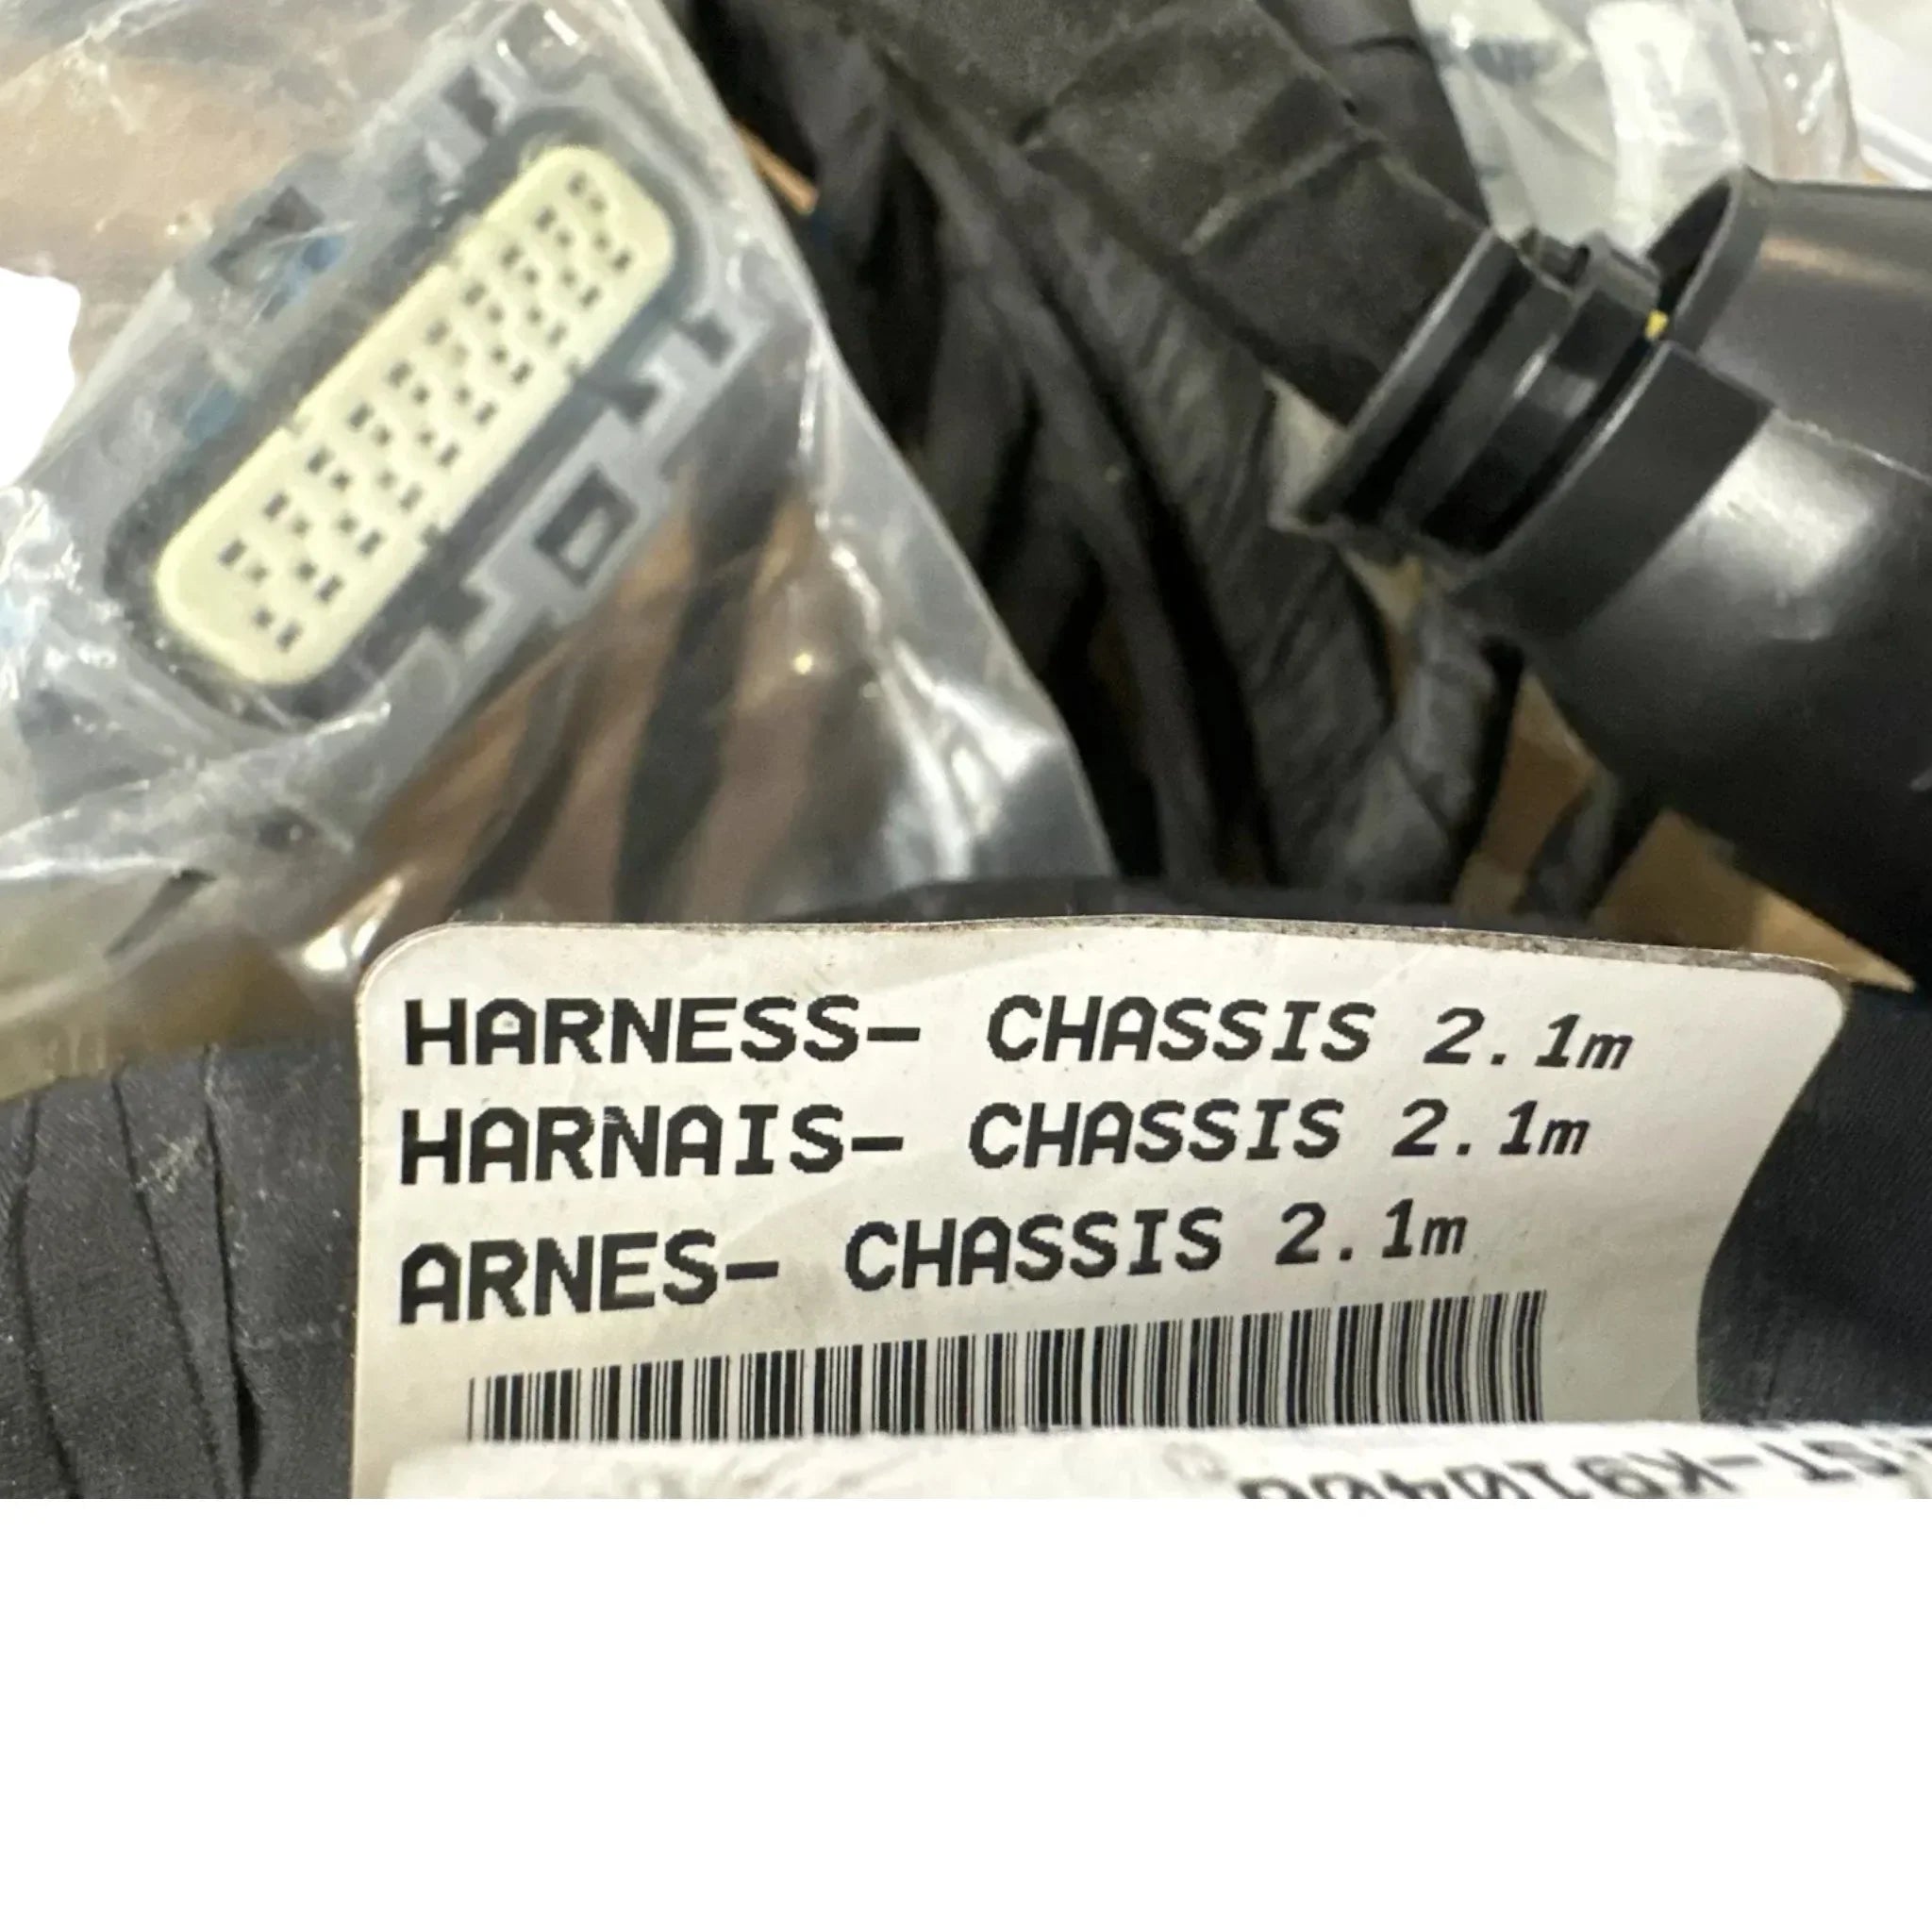 HARNESS- CHASSIS 2.1m
HARNAIS- CHASSIS 2.1m
ARNES- CHASSIS 2.1m